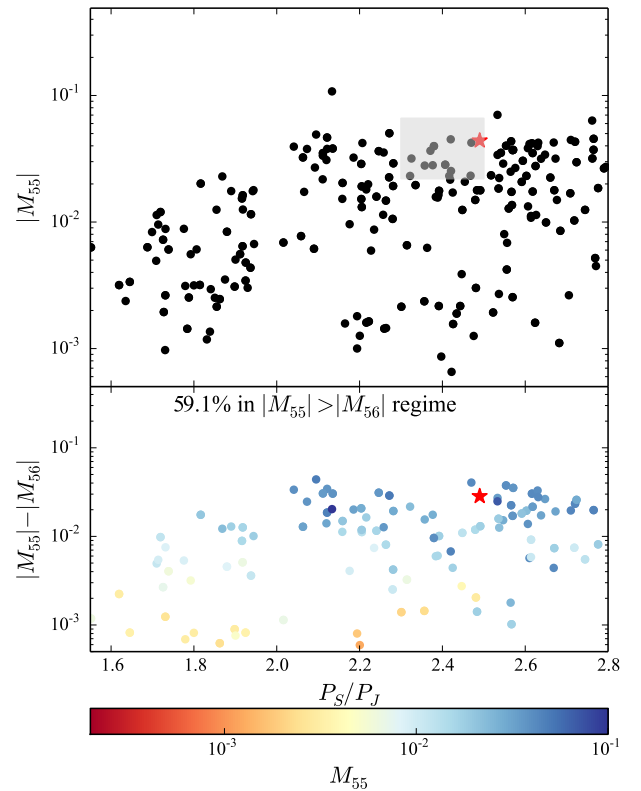 10⁻¹
10⁻²
10⁻³
|M₅₅|
59.1% in |M₅₅| > |M₅₆| regime
10⁻¹
10⁻²
10⁻³
|M₅₅| − |M₅₆|
1.6 1.8 2.0 2.2 2.4 2.6 2.8
P_S/P_J
10⁻³ 10⁻² 10⁻¹
M₅₅